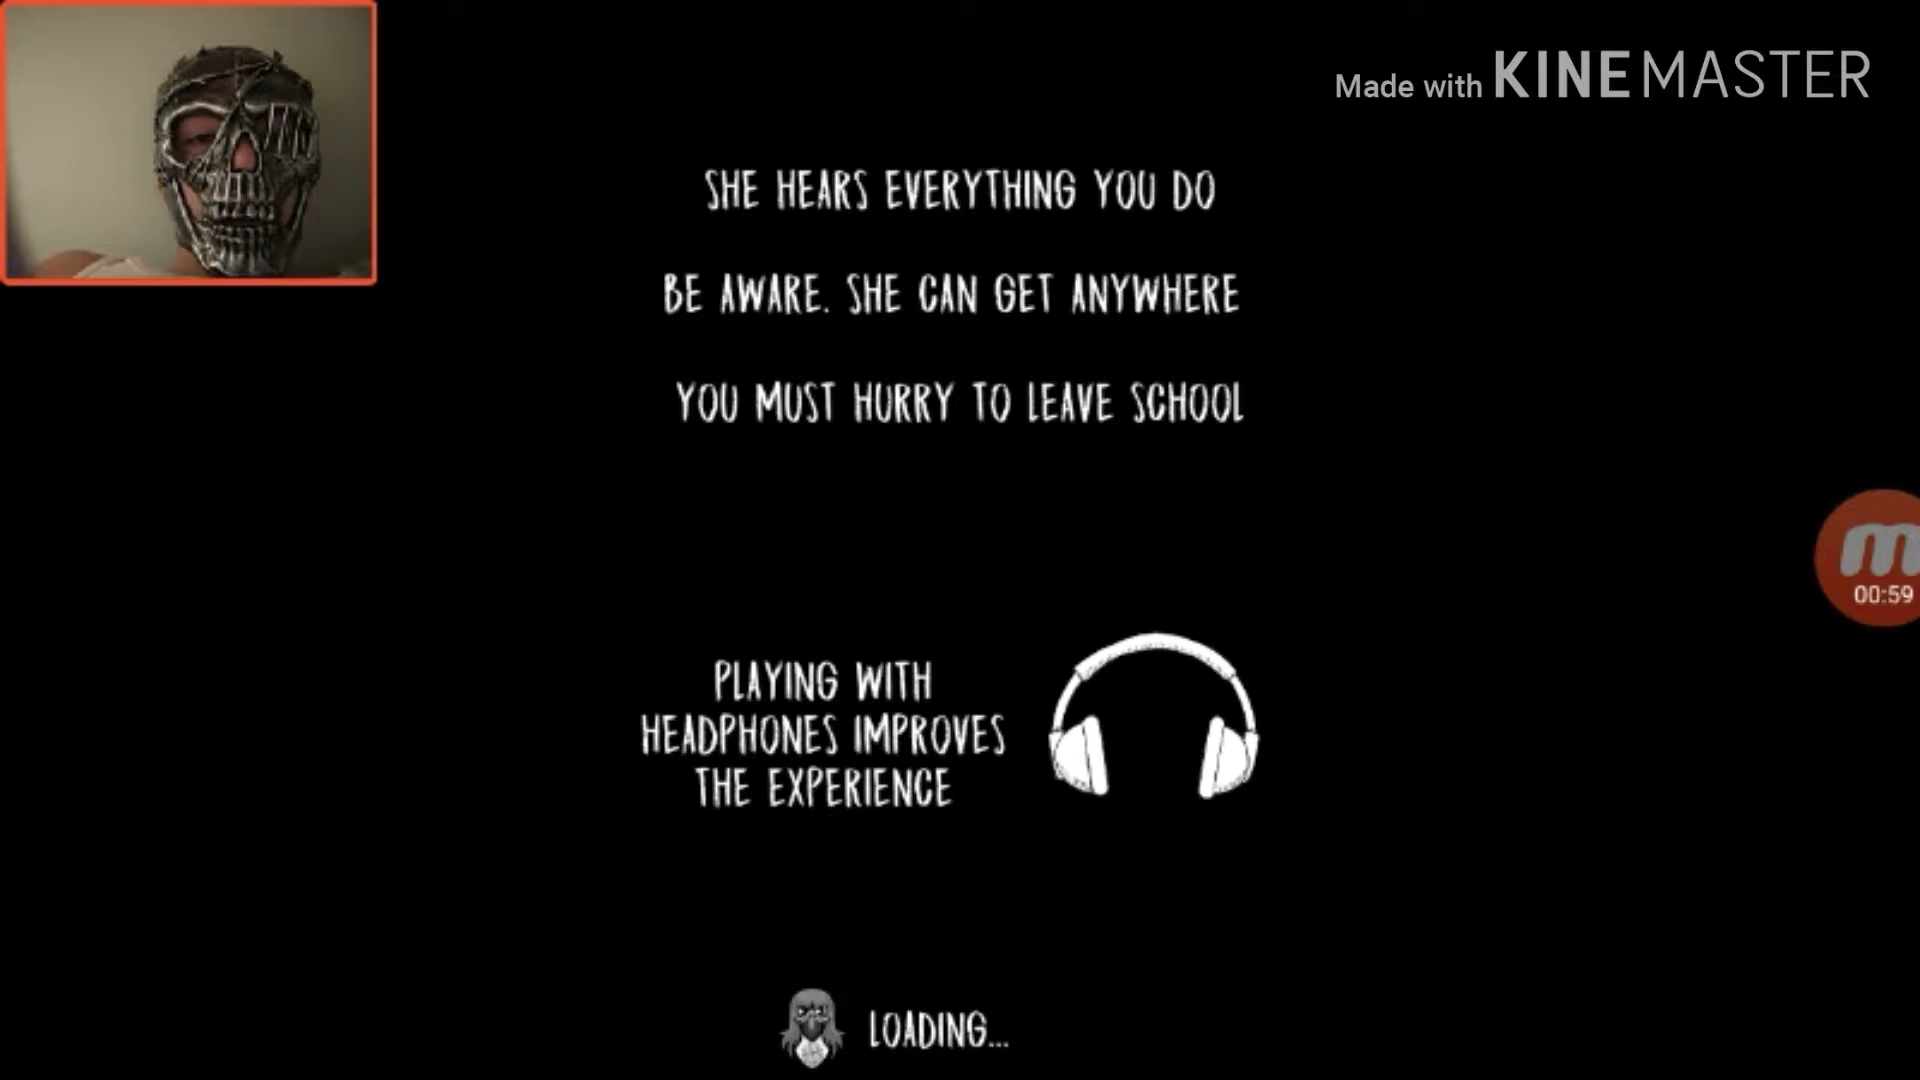 Made with KINEMASTER
SHE HEARS EVERYTHING YOU DO
BE AWARE. SHE CAN GET ANYWHERE
YOU MUST HURRY TO LEAVE SCHOOL
m
00:59
PLAYING WITH
HEADPHONES IMPROVES
THE EXPERIENCE
LOADING...